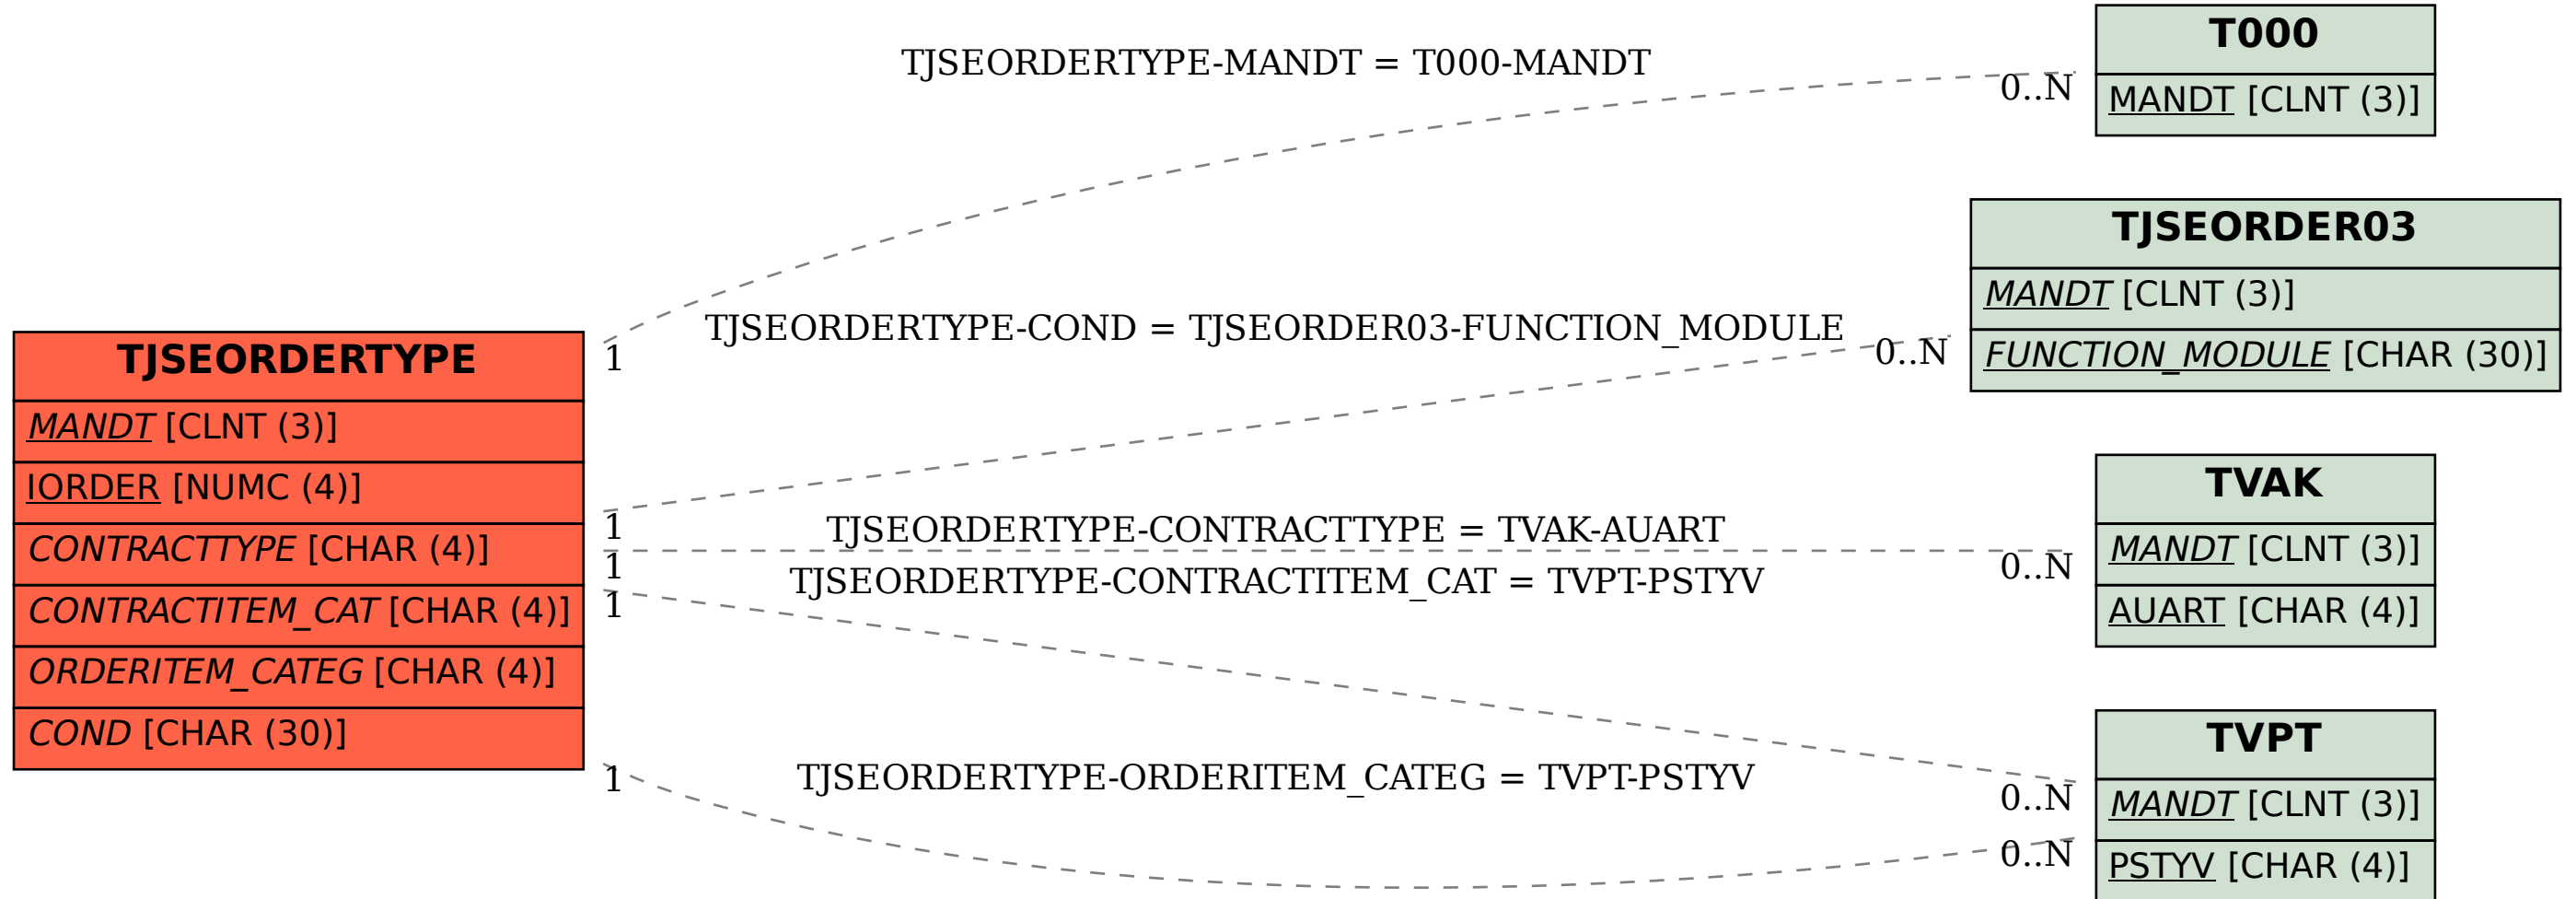 T000
MANDT [CLNT (3)]
TJSEORDERTYPE-MANDT = T000-MANDT
0..N
1
TJSEORDER03
MANDT [CLNT (3)]
FUNCTION_MODULE [CHAR (30)]
TJSEORDERTYPE-COND = TJSEORDER03-FUNCTION_MODULE
0..N
1
TJSEORDERTYPE
MANDT [CLNT (3)]
IORDER [NUMC (4)]
CONTRACTTYPE [CHAR (4)]
CONTRACTITEM_CAT [CHAR (4)]
ORDERITEM_CATEG [CHAR (4)]
COND [CHAR (30)]
TJSEORDERTYPE-CONTRACTTYPE = TVAK-AUART
1
0..N
TVAK
MANDT [CLNT (3)]
AUART [CHAR (4)]
TJSEORDERTYPE-CONTRACTITEM_CAT = TVPT-PSTYV
1
0..N
TJSEORDERTYPE-ORDERITEM_CATEG = TVPT-PSTYV
1
0..N
TVPT
MANDT [CLNT (3)]
PSTYV [CHAR (4)]